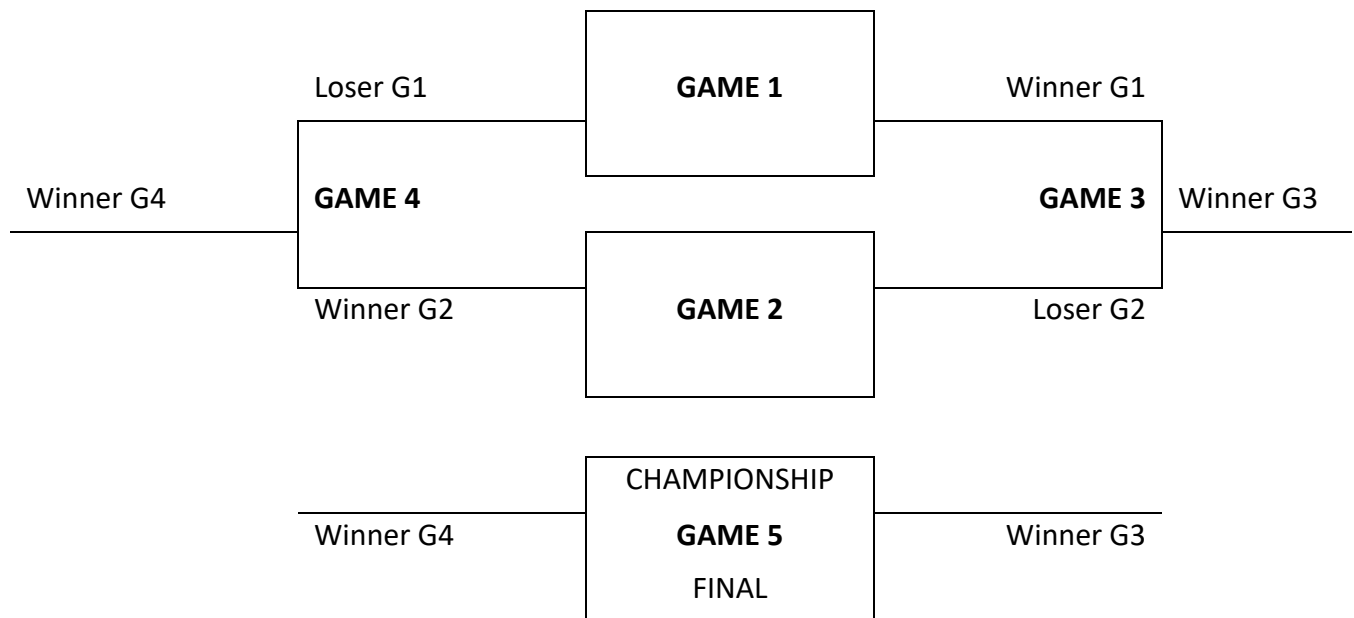 Loser G1
GAME 1
Winner G1
Winner G4
GAME 4
GAME 3
Winner G3
Winner G2
GAME 2
Loser G2
CHAMPIONSHIP
Winner G4
GAME 5
Winner G3
FINAL